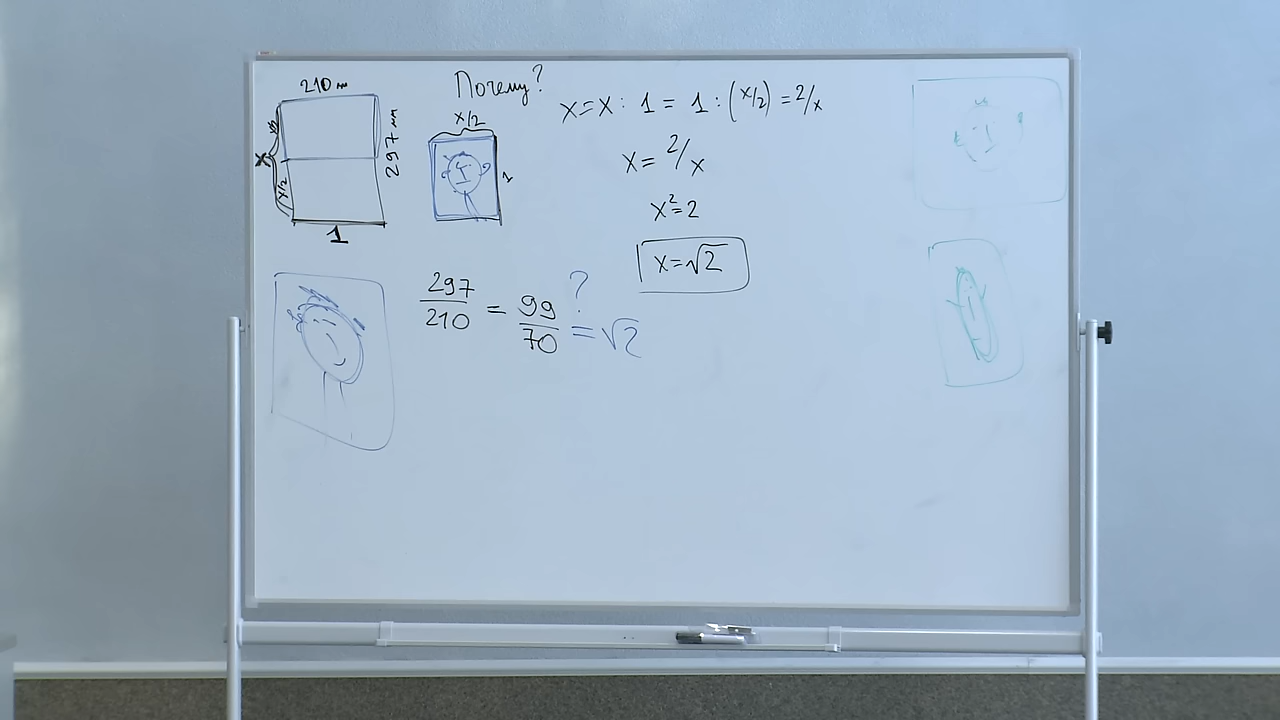 210 мм
Почему?
x = x : 1 = 1 : (x/2) = 2/x
x/2
x
x/2
297 мм
1
1
x = 2/x
x² = 2
x = √2
297/210 = 99/70 =? √2